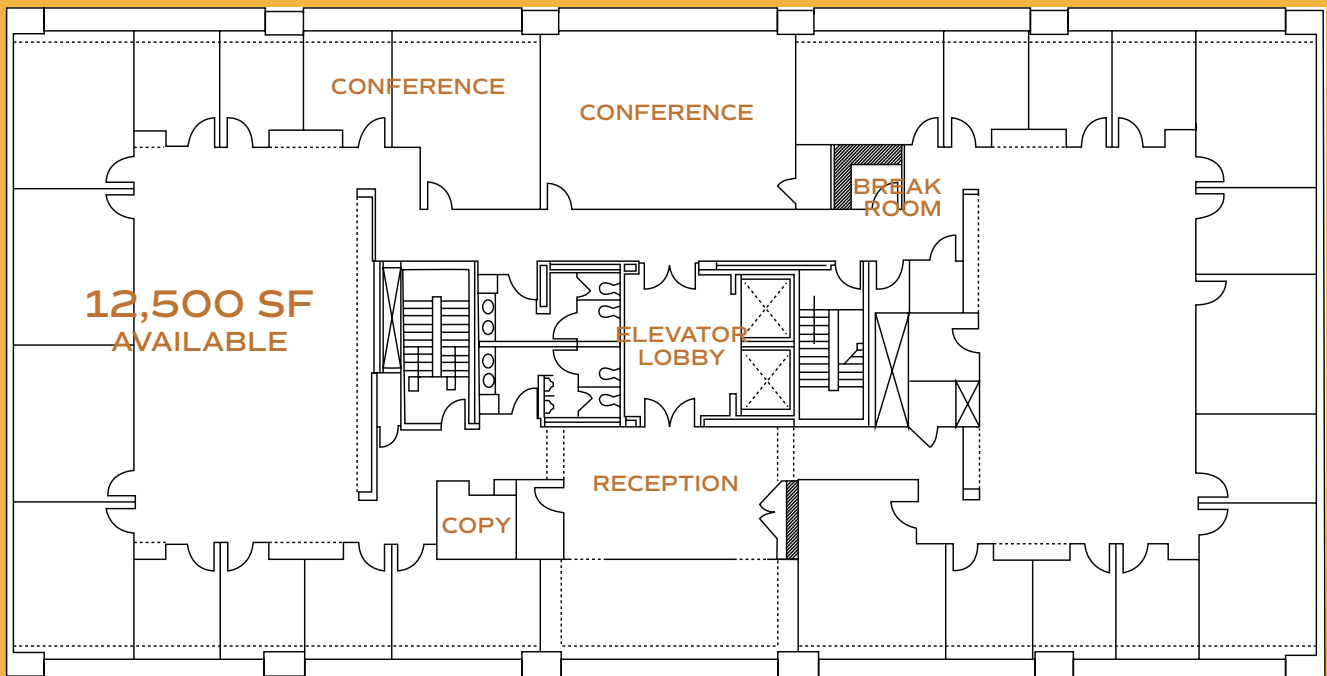 CONFERENCE
CONFERENCE
BREAK
ROOM
12,500 SF
AVAILABLE
ELEVATOR
LOBBY
RECEPTION
COPY